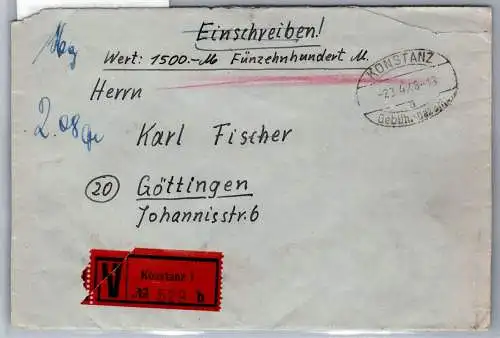 Einschreiben!
Wert: 1500.-M Fünzehnhundert M.
Herrn
Karl Fischer
(20) Göttingen
Johannisstr. 6
KONSTANZ
Gebühr bezahlt
V
Konstanz 1
b